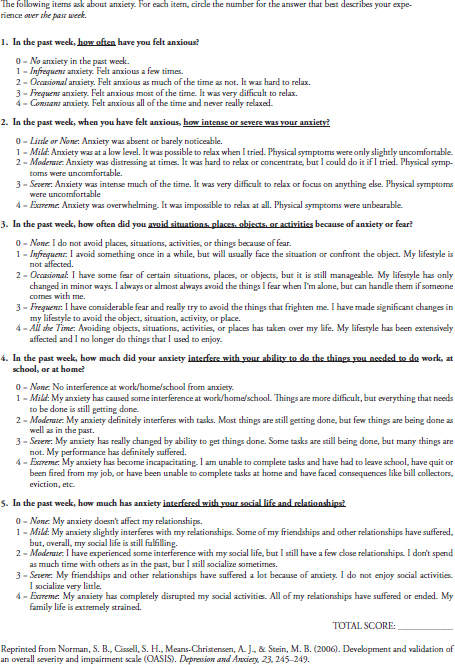 The following items ask about anxiety. For each item, circle the number for the answer that best describes your expe-
rience over the past week.
1. In the past week, how often have you felt anxious?
0 – No anxiety in the past week.
1 – Infrequent anxiety. Felt anxious a few times.
2 – Occasional anxiety. Felt anxious as much of the time as not. It was hard to relax.
3 – Frequent anxiety. Felt anxious most of the time. It was very difficult to relax.
4 – Constant anxiety. Felt anxious all of the time and never really relaxed.
2. In the past week, when you have felt anxious, how intense or severe was your anxiety?
0 – Little or None: Anxiety was absent or barely noticeable.
1 – Mild: Anxiety was at a low level. It was possible to relax when I tried. Physical symptoms were only slightly uncomfortable.
2 – Moderate: Anxiety was distressing at times. It was hard to relax or concentrate, but I could do it if I tried. Physical symp-
toms were uncomfortable.
3 – Severe: Anxiety was intense much of the time. It was very difficult to relax or focus on anything else. Physical symptoms
were uncomfortable
4 – Extreme: Anxiety was overwhelming. It was impossible to relax at all. Physical symptoms were unbearable.
3. In the past week, how often did you avoid situations, places, objects, or activities because of anxiety or fear?
0 – None: I do not avoid places, situations, activities, or things because of fear.
1 – Infrequent: I avoid something once in a while, but will usually face the situation or confront the object. My lifestyle is
not affected.
2 – Occasional: I have some fear of certain situations, places, or objects, but it is still manageable. My lifestyle has only
changed in minor ways. I always or almost always avoid the things I fear when I'm alone, but can handle them if someone
comes with me.
3 – Frequent: I have considerable fear and really try to avoid the things that frighten me. I have made significant changes in
my lifestyle to avoid the object, situation, activity, or place.
4 – All the Time: Avoiding objects, situations, activities, or places has taken over my life. My lifestyle has been extensively
affected and I no longer do things that I used to enjoy.
4. In the past week, how much did your anxiety interfere with your ability to do the things you needed to do work, at
school, or at home?
0 – None: No interference at work/home/school from anxiety.
1 – Mild: My anxiety has caused some interference at work/home/school. Things are more difficult, but everything that needs
to be done is still getting done.
2 – Moderate: My anxiety definitely interferes with tasks. Most things are still getting done, but few things are being done as
well as in the past.
3 – Severe: My anxiety has really changed by ability to get things done. Some tasks are still being done, but many things are
not. My performance has definitely suffered.
4 – Extreme: My anxiety has become incapacitating. I am unable to complete tasks and have had to leave school, have quit or
been fired from my job, or have been unable to complete tasks at home and have faced consequences like bill collectors,
eviction, etc.
5. In the past week, how much has anxiety interfered with your social life and relationships?
0 – None: My anxiety doesn't affect my relationships.
1 – Mild: My anxiety slightly interferes with my relationships. Some of my friendships and other relationships have suffered,
but, overall, my social life is still fulfilling.
2 – Moderate: I have experienced some interference with my social life, but I still have a few close relationships. I don't spend
as much time with others as in the past, but I still socialize sometimes.
3 – Severe: My friendships and other relationships have suffered a lot because of anxiety. I do not enjoy social activities.
I socialize very little.
4 – Extreme: My anxiety has completely disrupted my social activities. All of my relationships have suffered or ended. My
family life is extremely strained.
TOTAL SCORE: ____________
Reprinted from Norman, S. B., Cissell, S. H., Means-Christensen, A. J., & Stein, M. B. (2006). Development and validation of
an overall severity and impairment scale (OASIS). Depression and Anxiety, 23, 245–249.